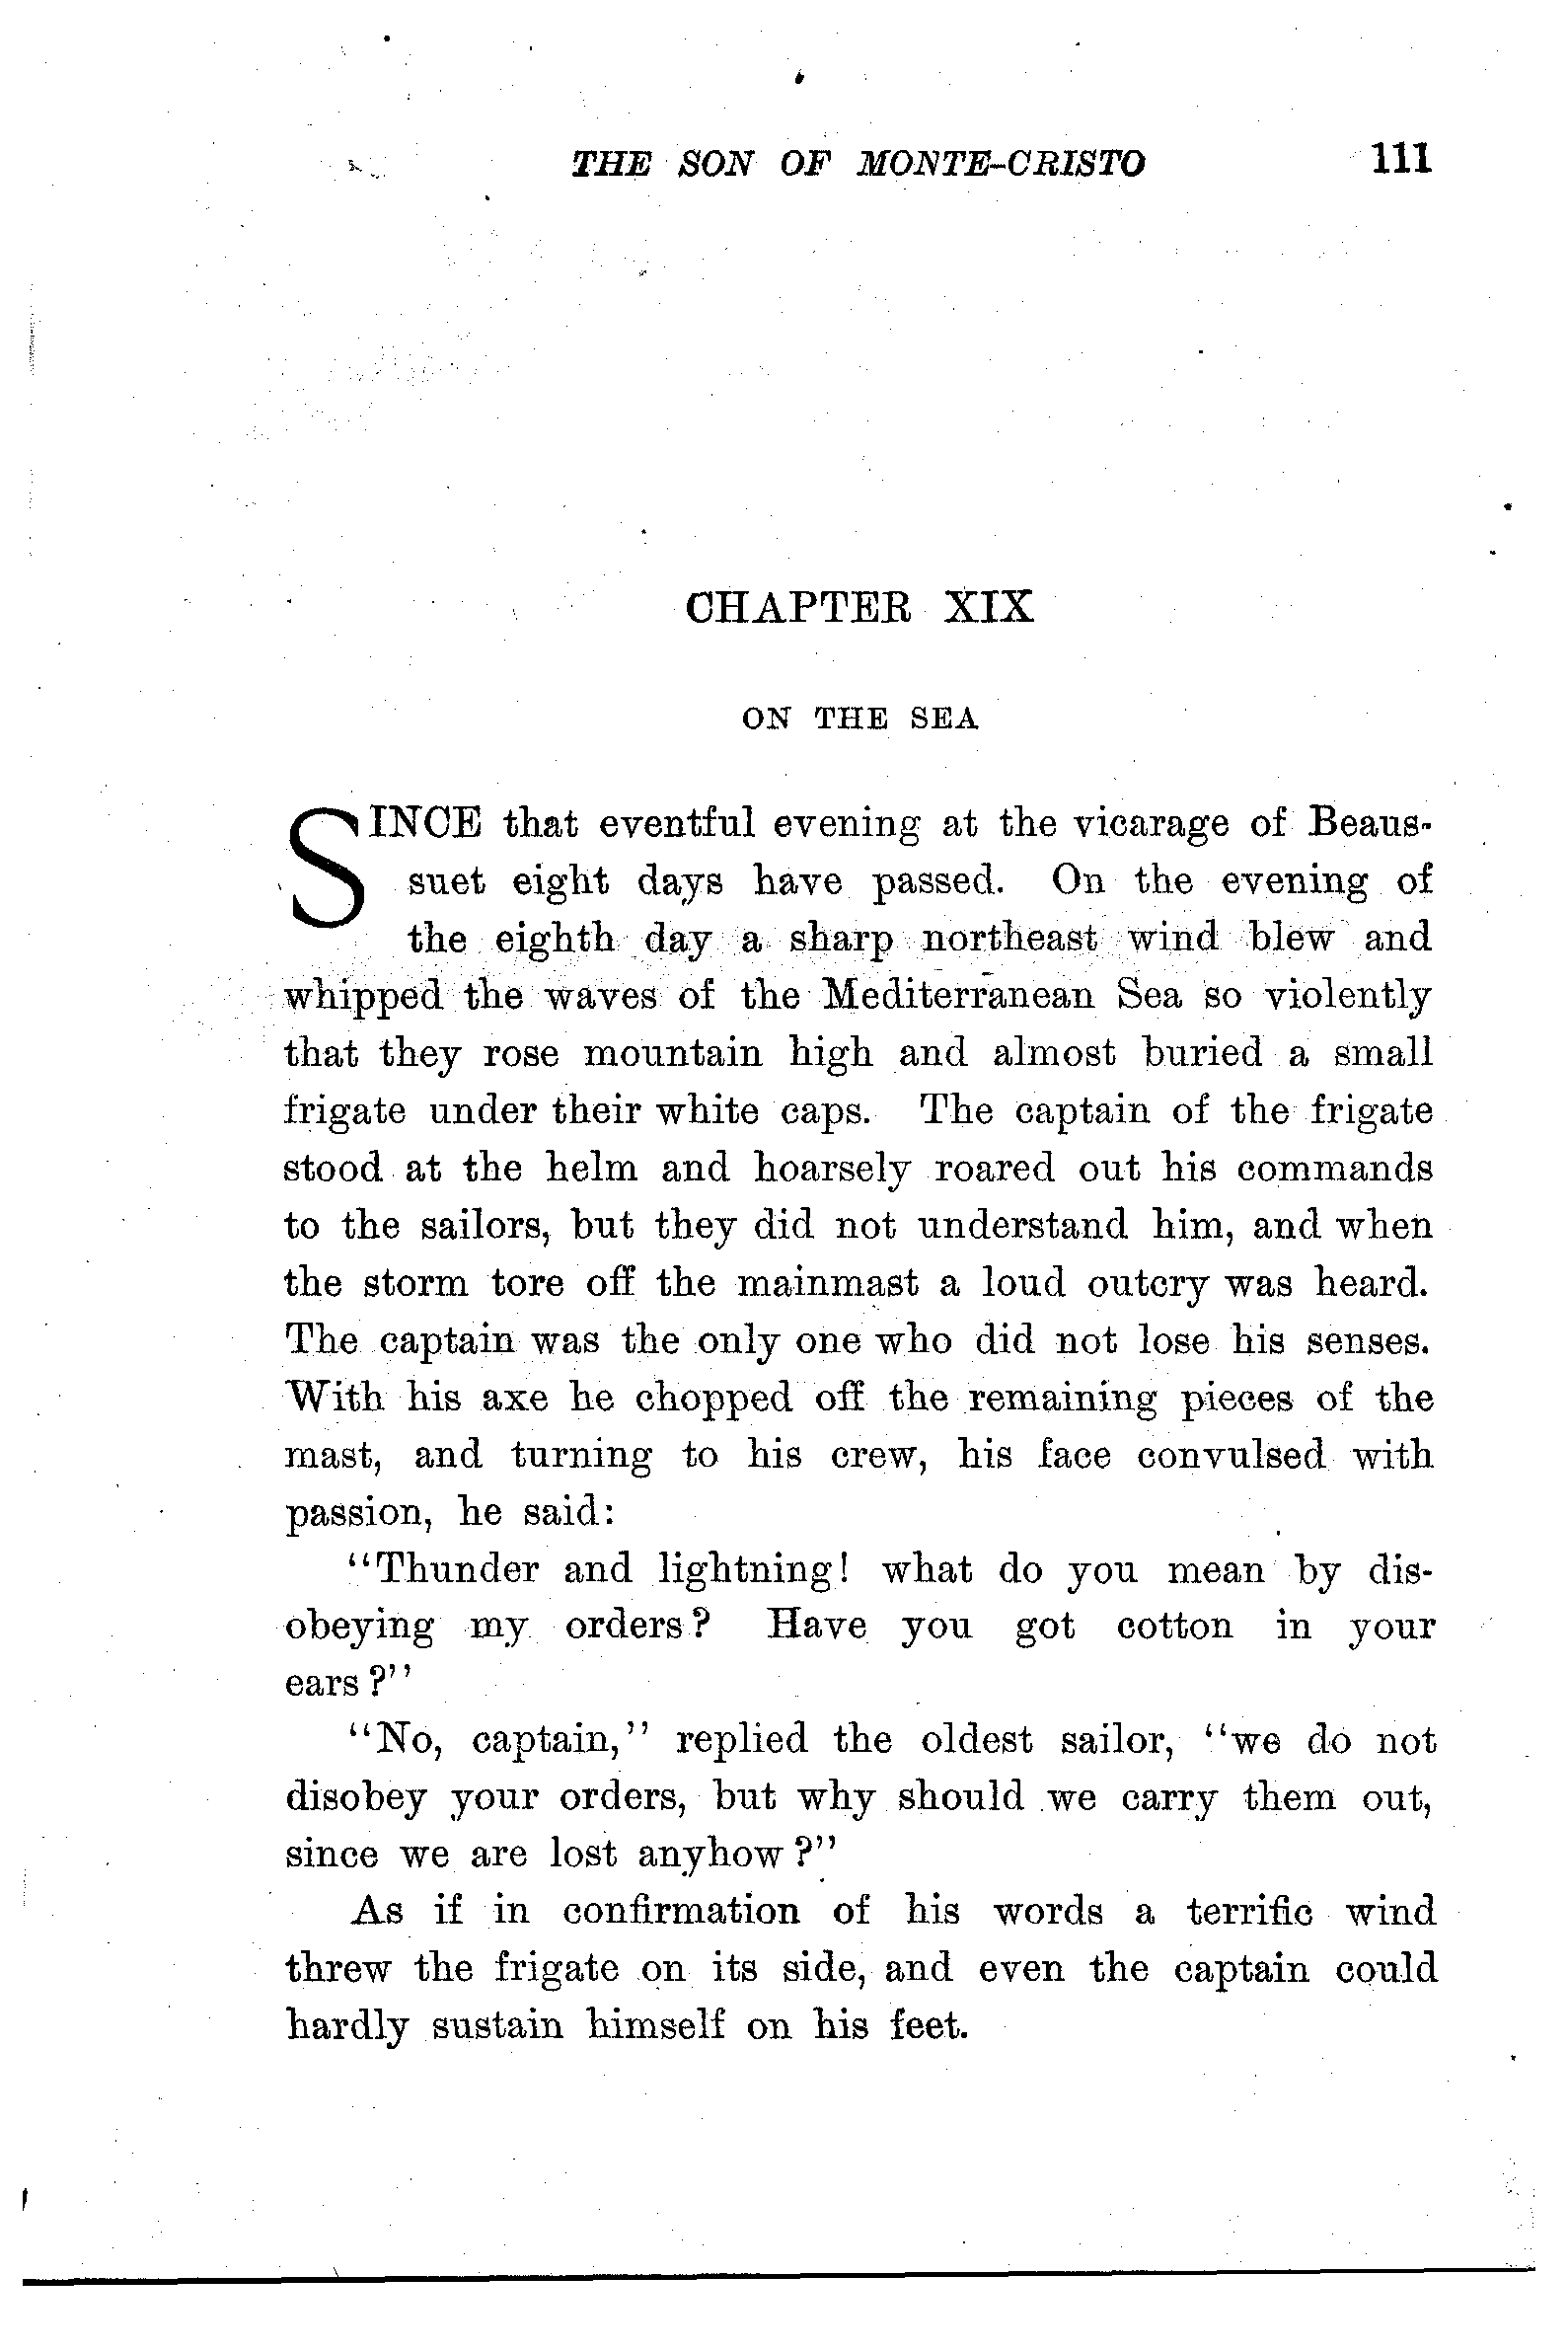 THE SON OF MONTE-CRISTO 111
CHAPTER XIX
ON THE SEA
SINCE that eventful evening at the vicarage of Beaus-
suet eight days have passed. On the evening of
the eighth day a sharp northeast wind blew and
whipped the waves of the Mediterranean Sea so violently
that they rose mountain high and almost buried a small
frigate under their white caps. The captain of the frigate
stood at the helm and hoarsely roared out his commands
to the sailors, but they did not understand him, and when
the storm tore off the mainmast a loud outcry was heard.
The captain was the only one who did not lose his senses.
With his axe he chopped off the remaining pieces of the
mast, and turning to his crew, his face convulsed with
passion, he said:
"Thunder and lightning! what do you mean by dis-
obeying my orders? Have you got cotton in your
ears?"
"No, captain," replied the oldest sailor, "we do not
disobey your orders, but why should we carry them out,
since we are lost anyhow?"
As if in confirmation of his words a terrific wind
threw the frigate on its side, and even the captain could
hardly sustain himself on his feet.